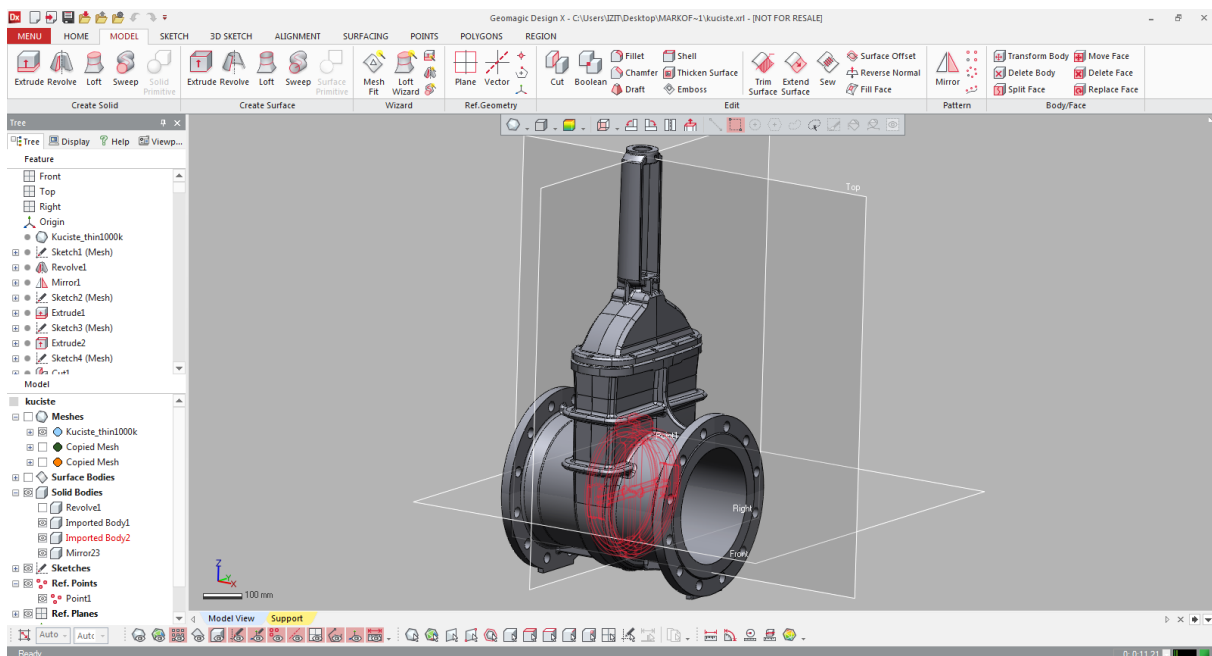 Geomagic Design X - C:\Users\IZIT\Desktop\MARKOF~1\kuciste.xrl - [NOT FOR RESALE]
MENU HOME MODEL SKETCH 3D SKETCH ALIGNMENT SURFACING POINTS POLYGONS REGION
Extrude Revolve Loft Sweep Solid Primitive
Create Solid
Extrude Revolve Loft Sweep Surface Primitive
Create Surface
Mesh Fit Loft Wizard
Wizard
Plane Vector
Ref.Geometry
Cut Boolean
Fillet Shell
Chamfer Thicken Surface
Draft Emboss
Trim Surface Extend Surface Sew
Surface Offset
Reverse Normal
Fill Face
Edit
Mirror
Pattern
Transform Body Move Face
Delete Body Delete Face
Split Face Replace Face
Body/Face
Tree
Tree Display Help Viewp...
Feature
Front
Top
Right
Origin
Kuciste_thin1000k
Sketch1 (Mesh)
Revolve1
Mirror1
Sketch2 (Mesh)
Extrude1
Sketch3 (Mesh)
Extrude2
Sketch4 (Mesh)
Cut1
Model
kuciste
Meshes
Kuciste_thin1000k
Copied Mesh
Copied Mesh
Surface Bodies
Solid Bodies
Revolve1
Imported Body1
Imported Body2
Mirror23
Sketches
Ref. Points
Point1
Ref. Planes
Top
Point1
Right
Front
Z
Y
X
100 mm
Model View Support
Auto Autc
Ready
0: 0:11.21